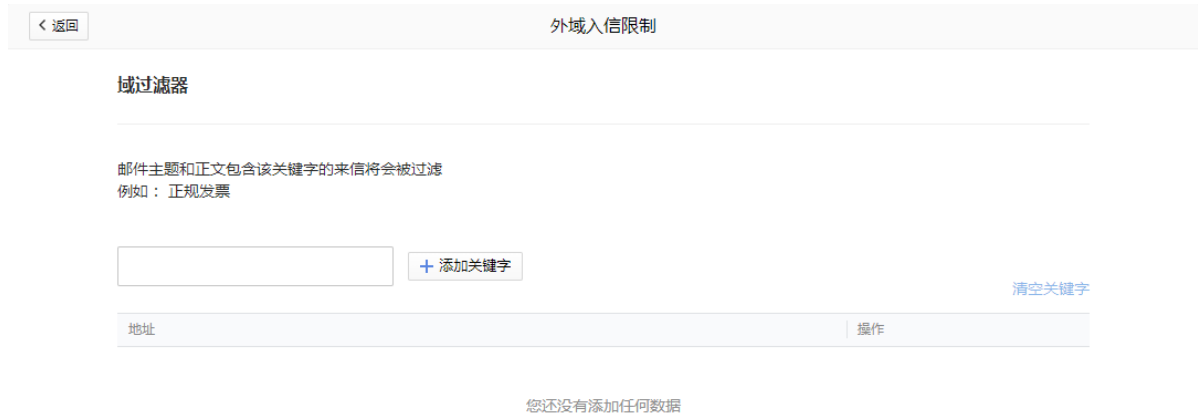 返回
外域入信限制
域过滤器
邮件主题和正文包含该关键字的来信将会被过滤
例如： 正规发票
添加关键字
清空关键字
地址 操作
您还没有添加任何数据